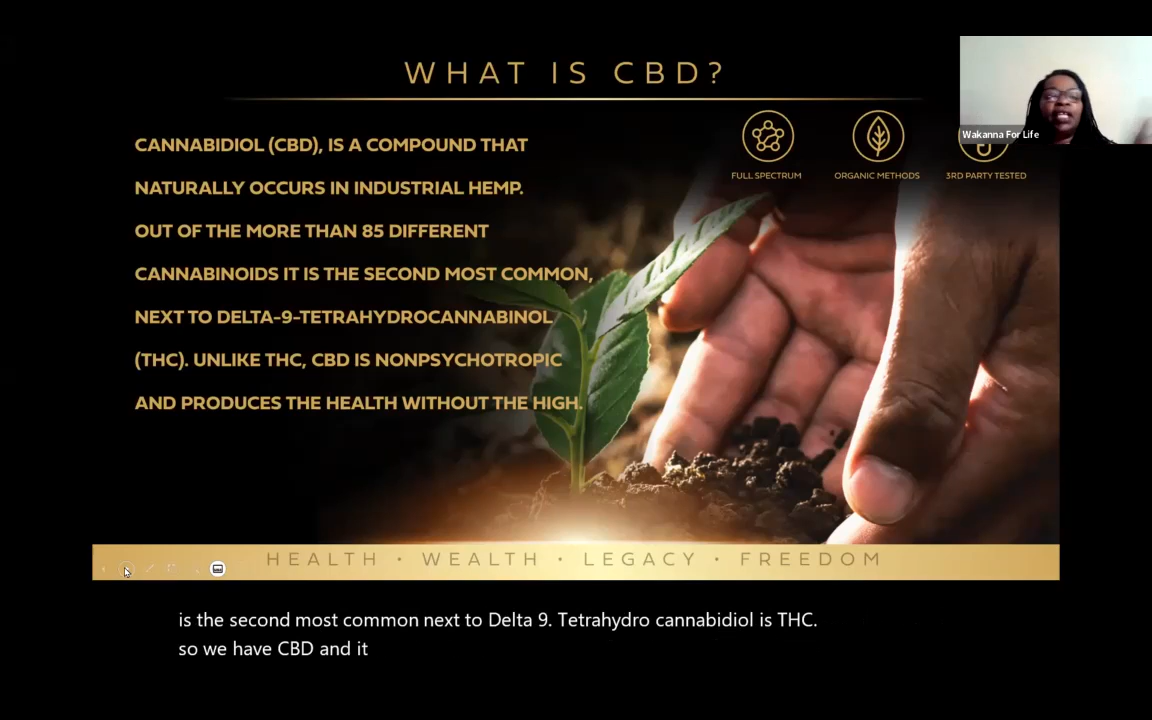 WHAT IS CBD?
CANNABIDIOL (CBD), IS A COMPOUND THAT
NATURALLY OCCURS IN INDUSTRIAL HEMP.
OUT OF THE MORE THAN 85 DIFFERENT
CANNABINOIDS IT IS THE SECOND MOST COMMON,
NEXT TO DELTA-9-TETRAHYDROCANNABINOL
(THC). UNLIKE THC, CBD IS NONPSYCHOTROPIC
AND PRODUCES THE HEALTH WITHOUT THE HIGH.
FULL SPECTRUM
ORGANIC METHODS
3RD PARTY TESTED
Wakanna For Life
HEALTH • WEALTH • LEGACY • FREEDOM
is the second most common next to Delta 9. Tetrahydro cannabidiol is THC.
so we have CBD and it